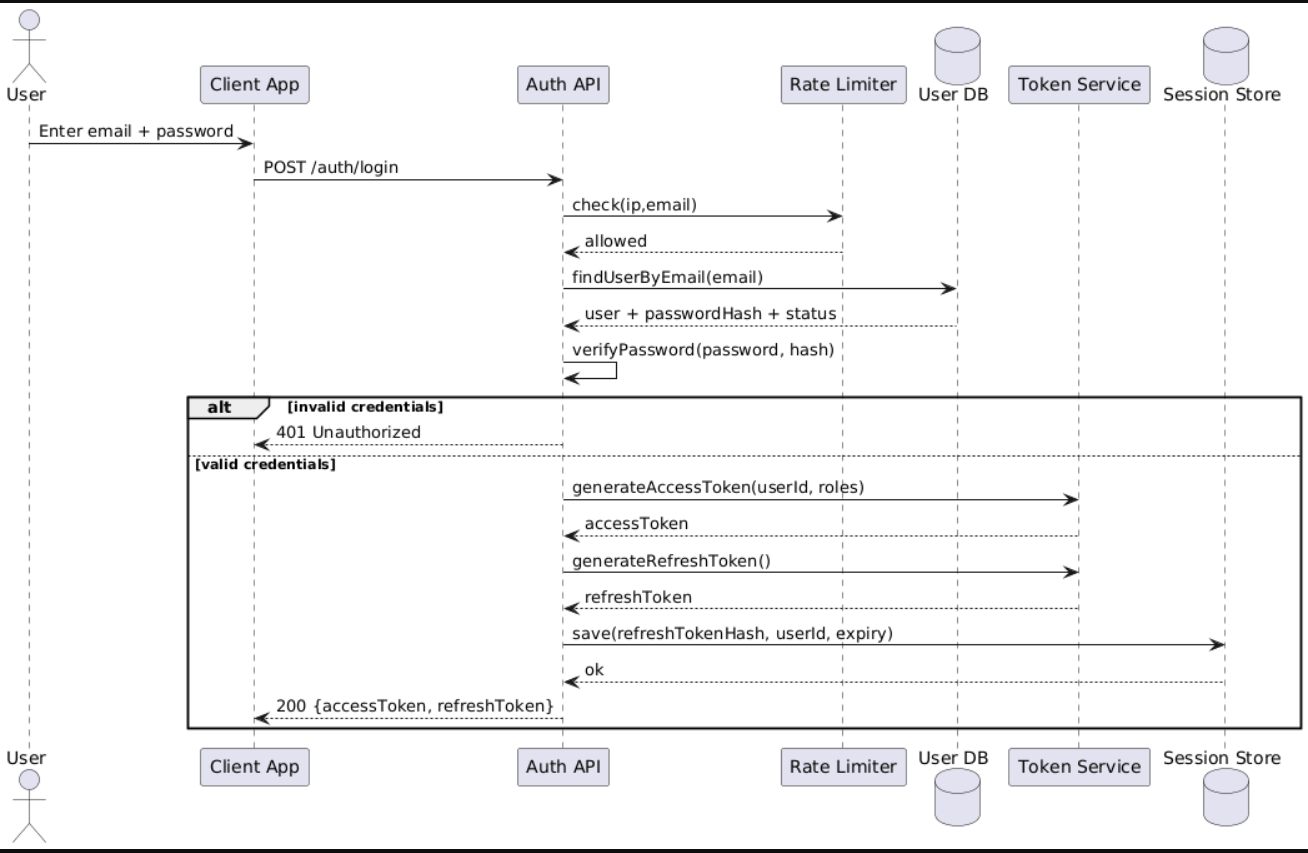 User
Client App
Auth API
Rate Limiter
User DB
Token Service
Session Store
Enter email + password
POST /auth/login
check(ip,email)
allowed
findUserByEmail(email)
user + passwordHash + status
verifyPassword(password, hash)
alt [invalid credentials]
401 Unauthorized
[valid credentials]
generateAccessToken(userId, roles)
accessToken
generateRefreshToken()
refreshToken
save(refreshTokenHash, userId, expiry)
ok
200 {accessToken, refreshToken}
User
Client App
Auth API
Rate Limiter
User DB
Token Service
Session Store